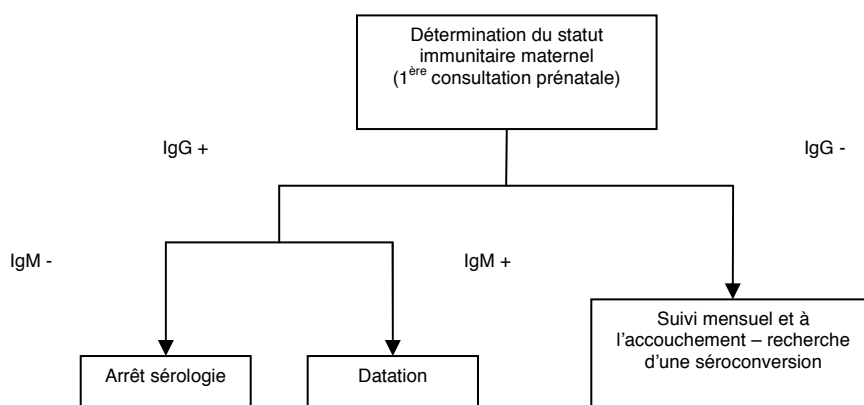 Détermination du statut
immunitaire maternel
(1ère consultation prénatale)
IgG +
IgG -
IgM -
IgM +
Suivi mensuel et à
l'accouchement – recherche
d'une séroconversion
Arrêt sérologie
Datation